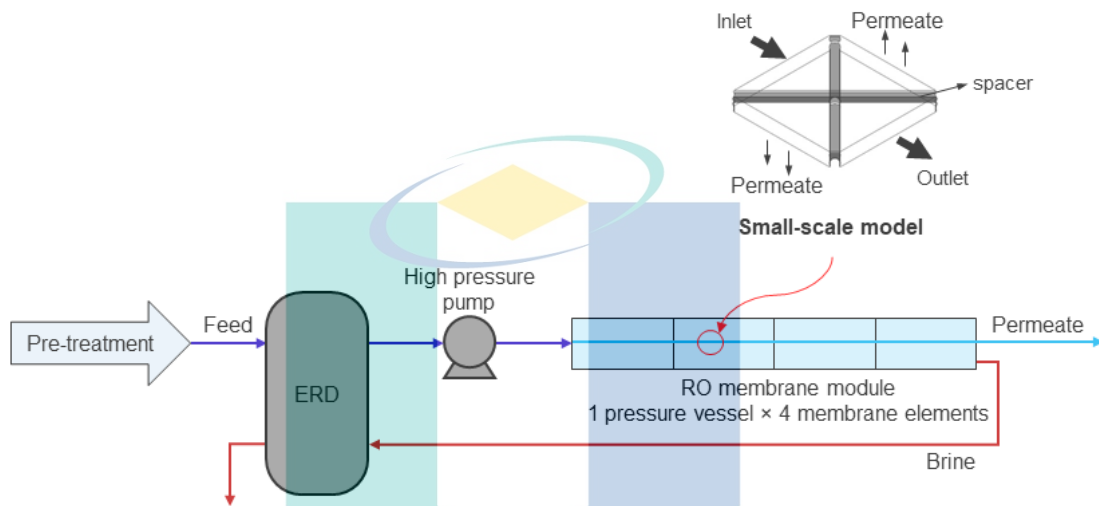 Inlet
Permeate
spacer
Permeate
Outlet
Small-scale model
High pressure
pump
Pre-treatment
Feed
ERD
Permeate
RO membrane module
1 pressure vessel × 4 membrane elements
Brine